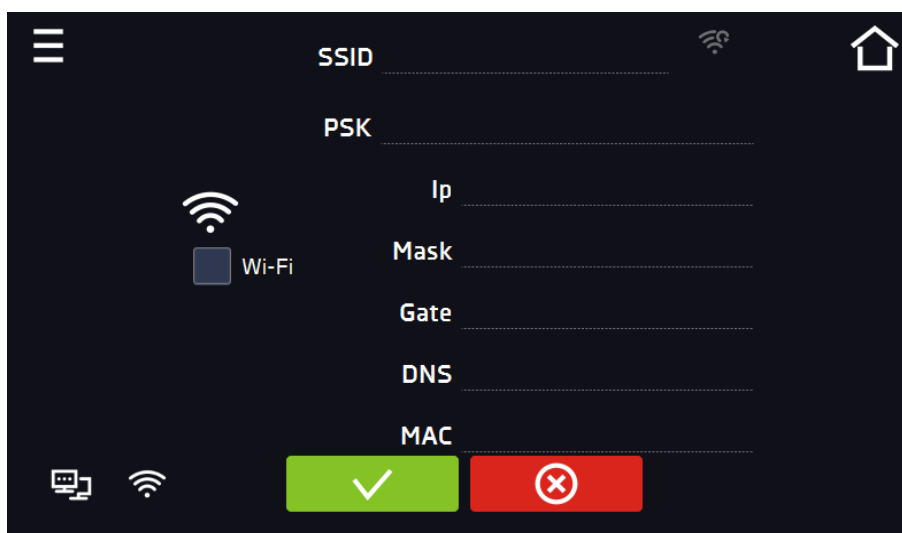 SSID
PSK
Ip
Mask
Wi-Fi
Gate
DNS
MAC